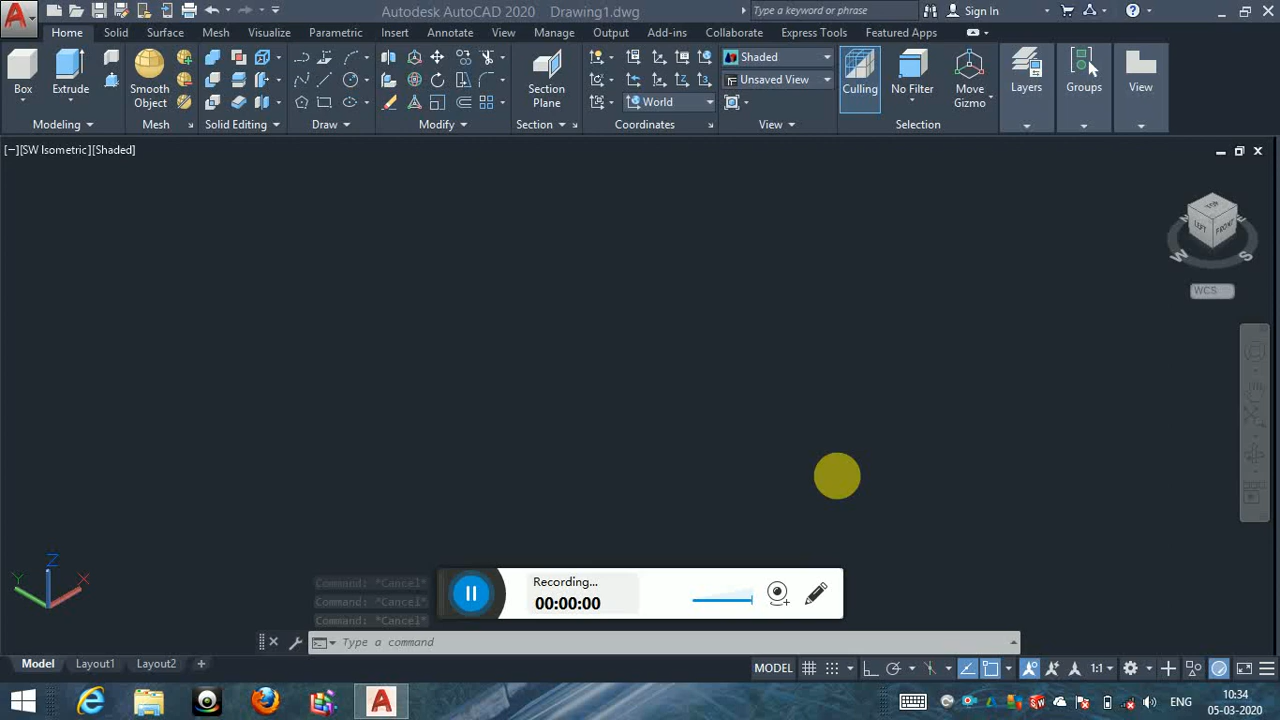 Autodesk AutoCAD 2020 Drawing1.dwg
Type a keyword or phrase
Sign In
Home Solid Surface Mesh Visualize Parametric Insert Annotate View Manage Output Add-ins Collaborate Express Tools Featured Apps
Box
Extrude
Smooth
Object
Section
Plane
Shaded
Unsaved View
World
Culling
No Filter
Move
Gizmo
Layers
Groups
View
Modeling Mesh Solid Editing Draw Modify Section Coordinates View Selection
[−][SW Isometric][Shaded]
TOP
LEFT
FRONT
W
S
WCS
Z
Y
X
Command: *Cancel*
Command: *Cancel*
Command: *Cancel*
Recording...
00:00:00
Type a command
Model Layout1 Layout2
MODEL
1:1
ENG
10:34
05-03-2020